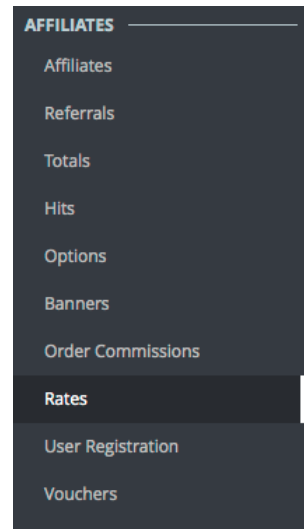 AFFILIATES
Affiliates
Referrals
Totals
Hits
Options
Banners
Order Commissions
Rates
User Registration
Vouchers